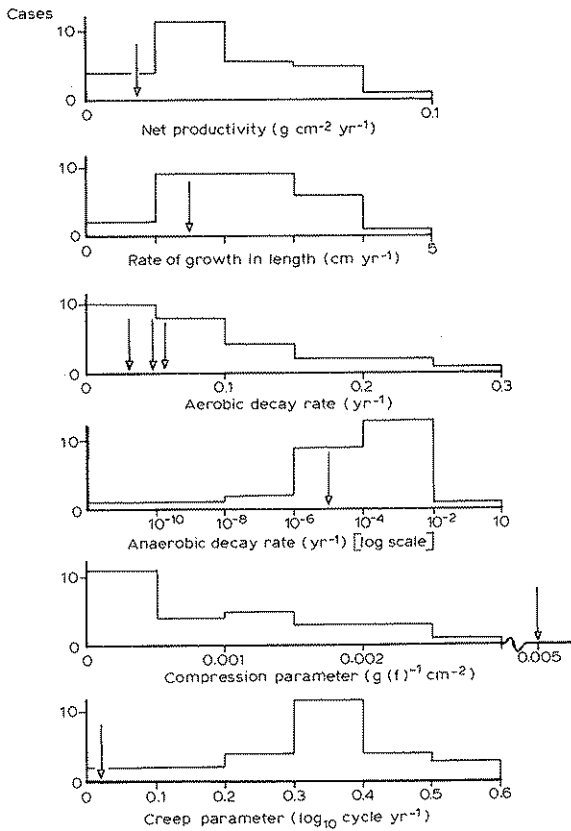 Cases
10
0
0 0.1
Net productivity (g cm⁻² yr⁻¹)
10
0
0 5
Rate of growth in length (cm yr⁻¹)
10
0
0 0.1 0.2 0.3
Aerobic decay rate (yr⁻¹)
10
0
10⁻¹⁰ 10⁻⁸ 10⁻⁶ 10⁻⁴ 10⁻² 10
Anaerobic decay rate (yr⁻¹) [log scale]
10
0
0 0.001 0.002 0.005
Compression parameter (g (f)⁻¹ cm⁻²)
10
0
0 0.1 0.2 0.3 0.4 0.5 0.6
Creep parameter (log₁₀ cycle yr⁻¹)